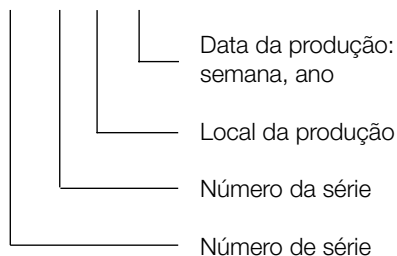 Data da produção:
semana, ano
Local da produção
Número da série
Número de série